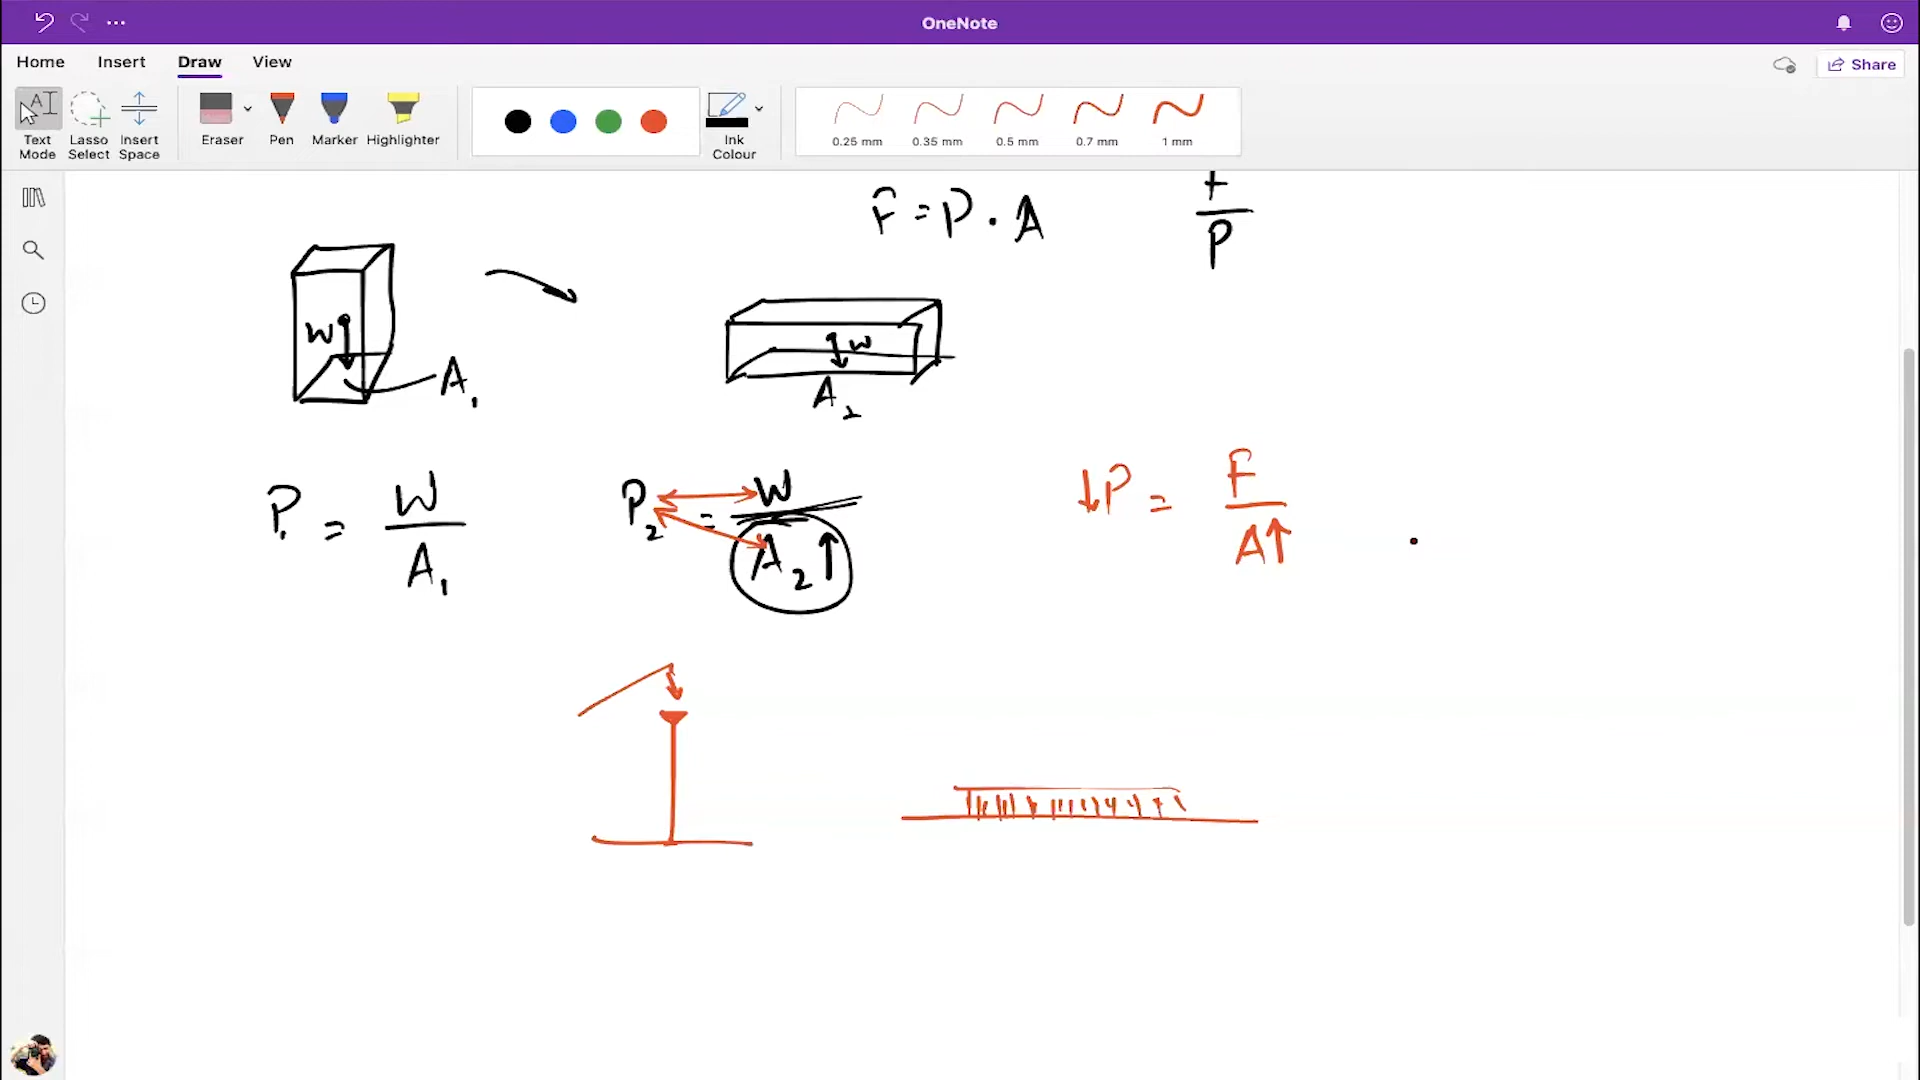 OneNote
Home Insert Draw View
Share
Text Mode
Lasso Select
Insert Space
Eraser
Pen
Marker
Highlighter
Ink Colour
0.25 mm
0.35 mm
0.5 mm
0.7 mm
1 mm
F = P . A
F/P
W
A₁
W
A₂
P₁ = W/A₁
P₂ = W/A₂ ↑
↓P = F/A↑